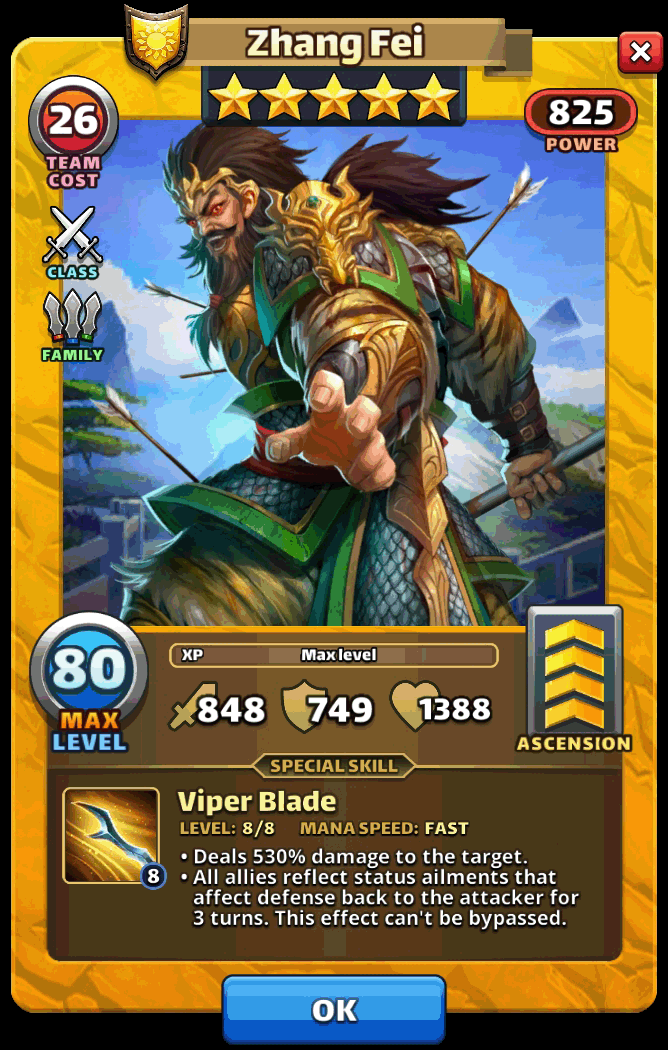 Zhang Fei
26
TEAM
COST
825
POWER
CLASS
FAMILY
80
MAX
LEVEL
XP Max level
848 749 1388
ASCENSION
SPECIAL SKILL
Viper Blade
LEVEL: 8/8 MANA SPEED: FAST
8
• Deals 530% damage to the target.
• All allies reflect status ailments that
affect defense back to the attacker for
3 turns. This effect can't be bypassed.
OK